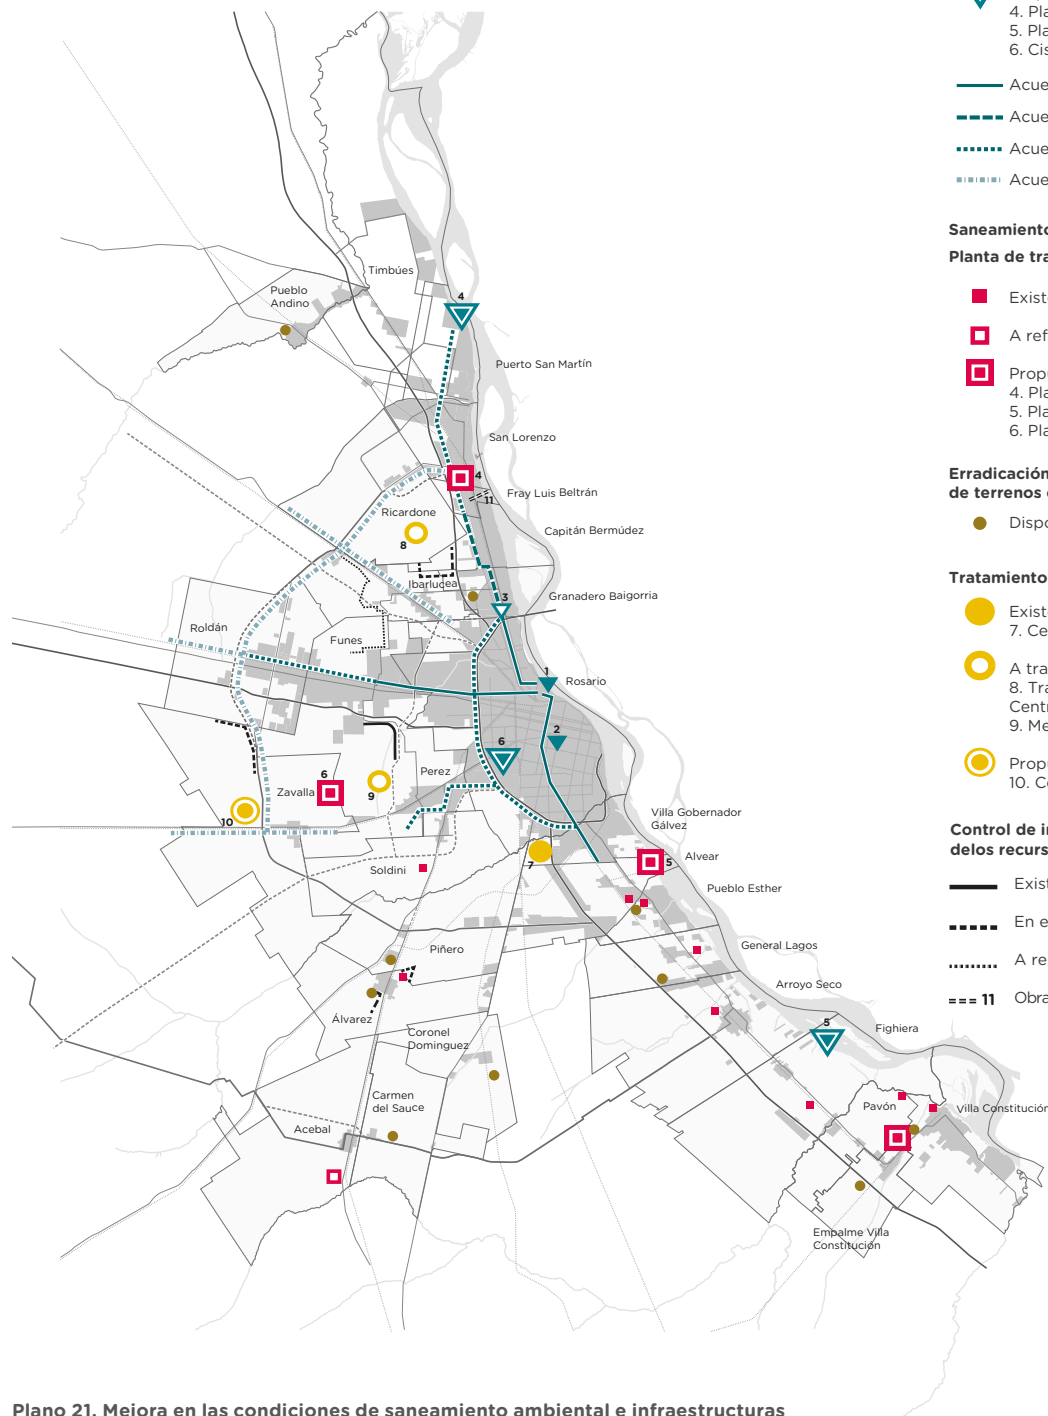 4. Pla
5. Pla
6. Cis
Acue
Acue
Acue
Acue
Saneamiento
Planta de tra
Existe
A ref
Propu
4. Pla
5. Pla
6. Pla
Erradicación
de terrenos
Dispo
Tratamiento
Existe
7. Ce
A tra
8. Tra
Centr
9. Me
Propu
10. Ce
Control de in
delos recurs
Exist
En e
A re
11 Obra
Timbúes
Pueblo
Andino
4
Puerto San Martín
San Lorenzo
4
Fray Luis Beltrán
11
Ricardone
8
Capitán Bermúdez
Ibarlucea
3
Granadero Baigorria
Roldán
Funes
1
Rosario
2
6
Perez
6
Zavalla
9
10
Villa Gobernador
Gálvez
5
Alvear
7
Soldini
Pueblo Esther
Piñero
General Lagos
Arroyo Seco
Álvarez
Coronel
Dominguez
5
Fighiera
Carmen
del Sauce
Pavón
Villa Constitución
Acebal
Empalme Villa
Constitución
Plano 21. Mejora en las condiciones de saneamiento ambiental e infraestructuras